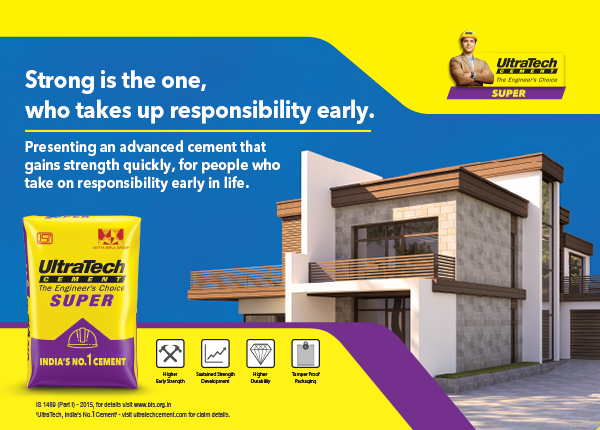 Strong is the one,
who takes up responsibility early.
Presenting an advanced cement that
gains strength quickly, for people who
take on responsibility early in life.
UltraTech
CEMENT
The Engineer's Choice
SUPER
SUPER
ADITYA BIRLA GROUP
UltraTech
CEMENT
The Engineer's Choice
SUPER
INDIA'S NO.1 CEMENT
Higher
Early Strength
Sustained Strength
Development
Higher
Durability
Tamper Proof
Packaging
IS 1489 (Part I) - 2015, for details visit www.bis.org.in
*UltraTech, India's No.1 Cement* - visit ultratechcement.com for claim details.